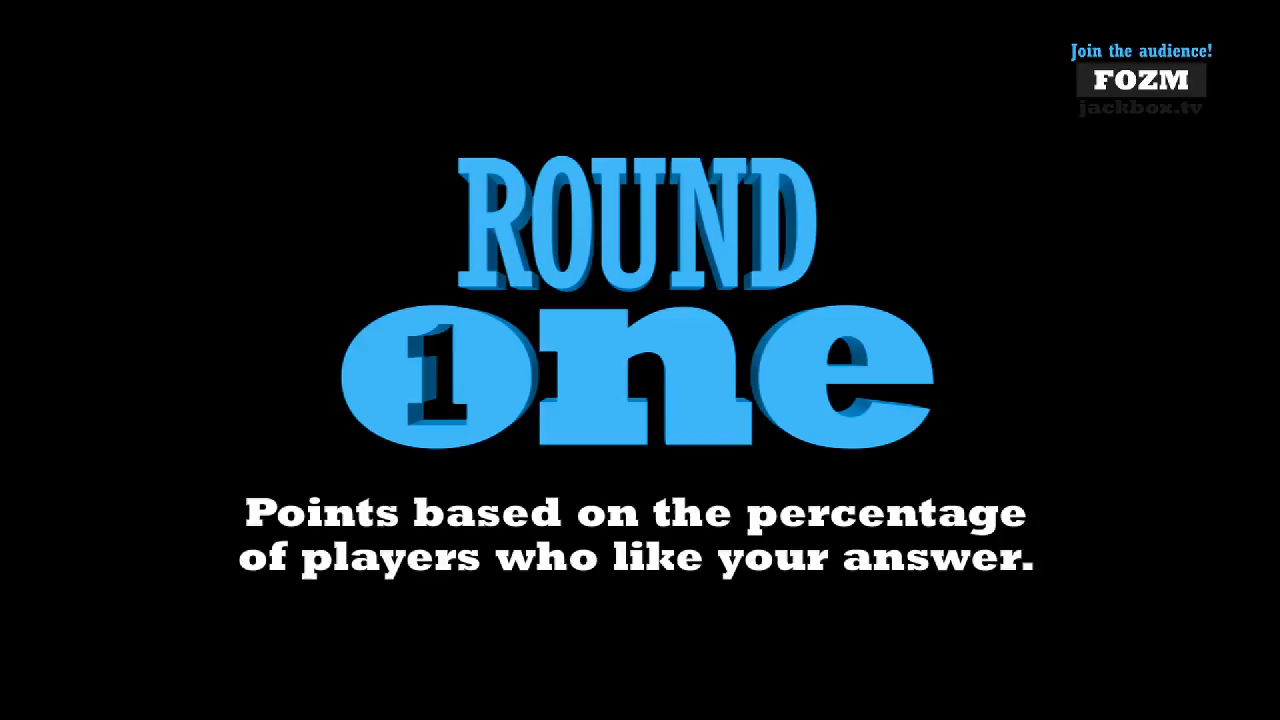 Join the audience!
FOZM
jackbox.tv
ROUND
One
1
Points based on the percentage
of players who like your answer.